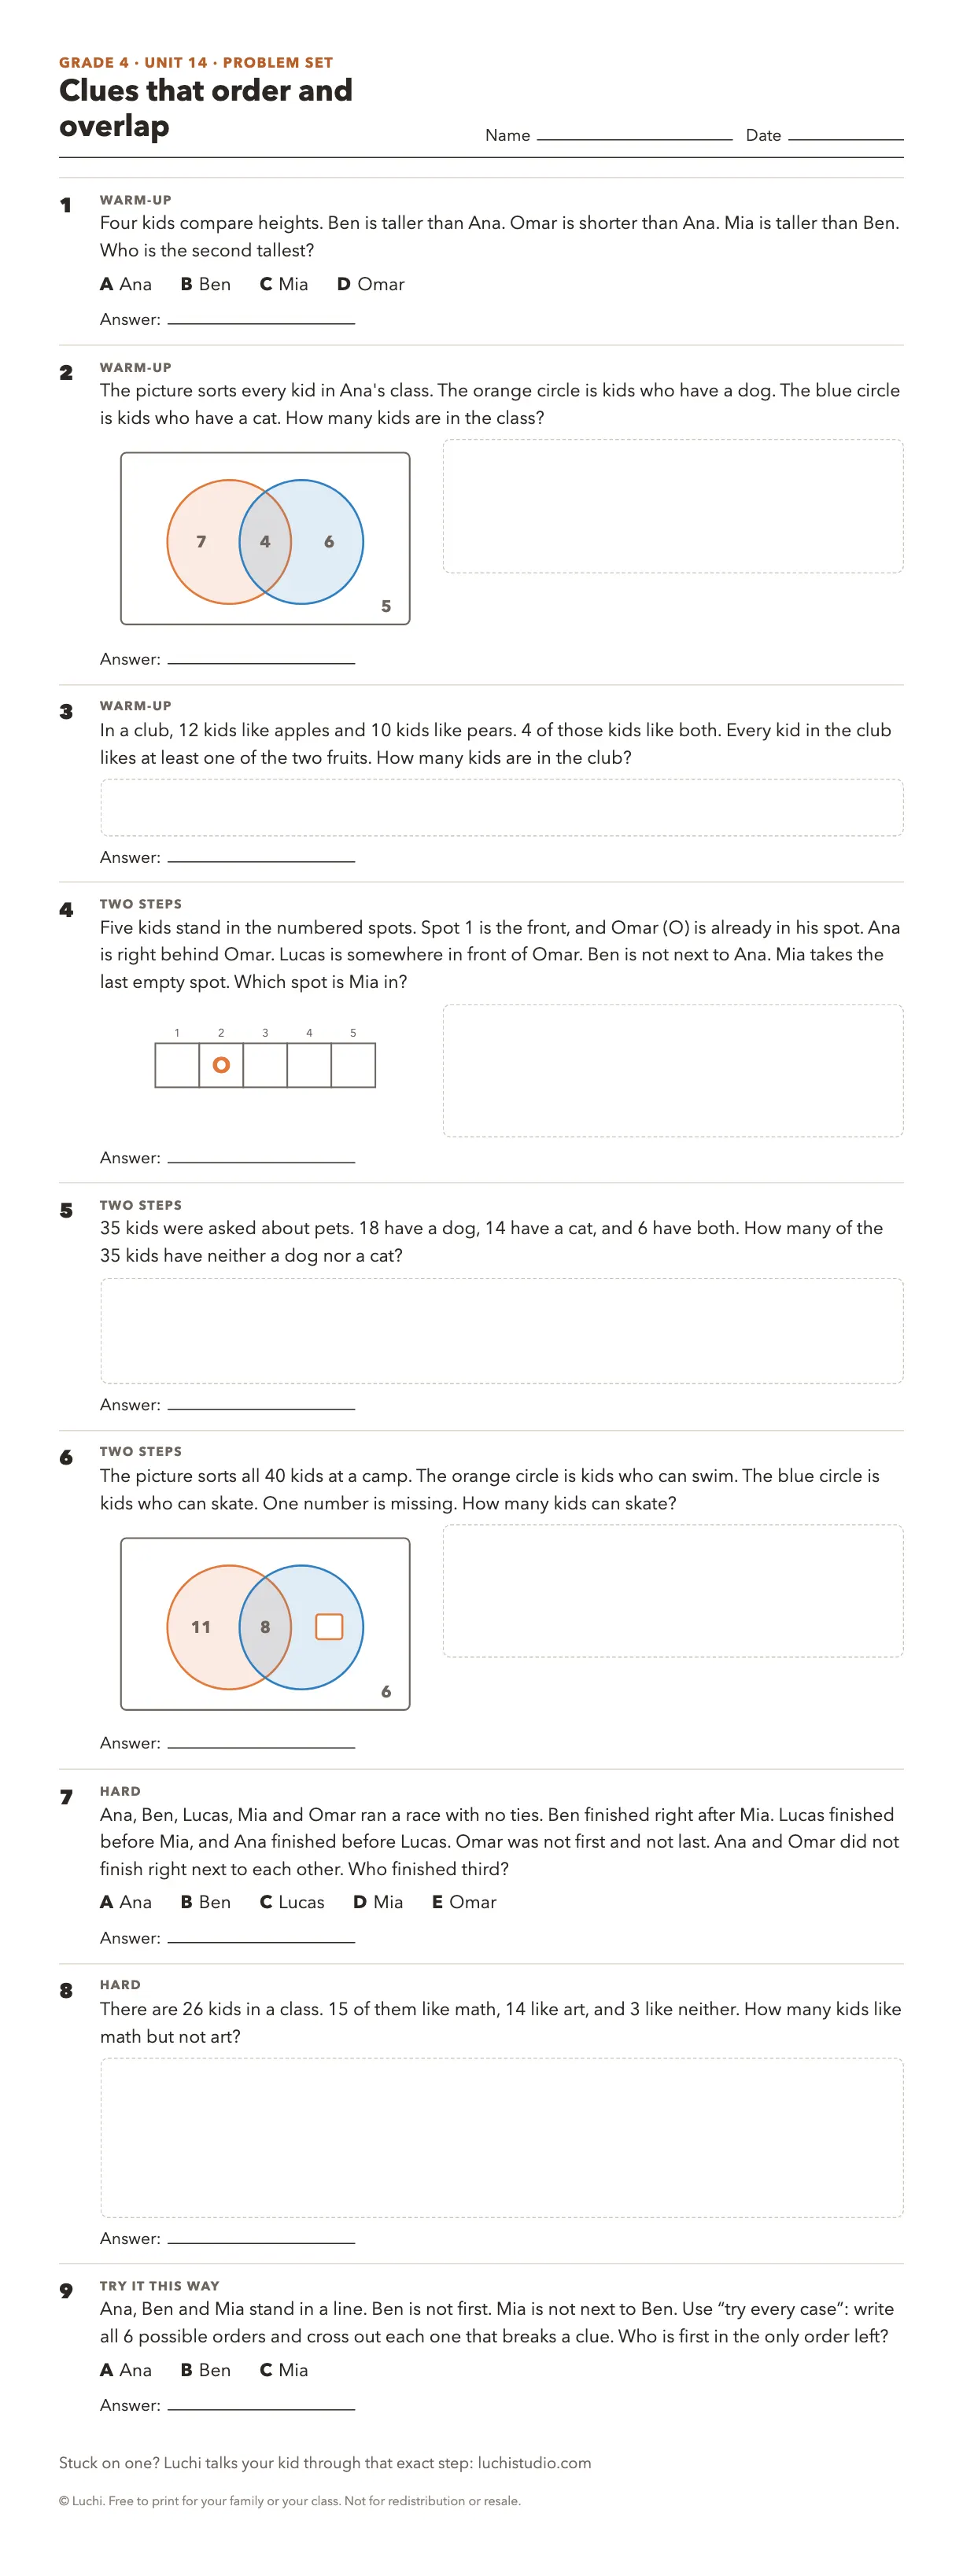 GRADE 4 · UNIT 14 · PROBLEM SET
Clues that order and
overlap
Name
Date
1
WARM-UP
Four kids compare heights. Ben is taller than Ana. Omar is shorter than Ana. Mia is taller than Ben.
Who is the second tallest?
A Ana B Ben C Mia D Omar
Answer:
2
WARM-UP
The picture sorts every kid in Ana's class. The orange circle is kids who have a dog. The blue circle
is kids who have a cat. How many kids are in the class?
7 4 6
5
Answer:
3
WARM-UP
In a club, 12 kids like apples and 10 kids like pears. 4 of those kids like both. Every kid in the club
likes at least one of the two fruits. How many kids are in the club?
Answer:
4
TWO STEPS
Five kids stand in the numbered spots. Spot 1 is the front, and Omar (O) is already in his spot. Ana
is right behind Omar. Lucas is somewhere in front of Omar. Ben is not next to Ana. Mia takes the
last empty spot. Which spot is Mia in?
1 2 3 4 5
O
Answer:
5
TWO STEPS
35 kids were asked about pets. 18 have a dog, 14 have a cat, and 6 have both. How many of the
35 kids have neither a dog nor a cat?
Answer:
6
TWO STEPS
The picture sorts all 40 kids at a camp. The orange circle is kids who can swim. The blue circle is
kids who can skate. One number is missing. How many kids can skate?
11 8
6
Answer:
7
HARD
Ana, Ben, Lucas, Mia and Omar ran a race with no ties. Ben finished right after Mia. Lucas finished
before Mia, and Ana finished before Lucas. Omar was not first and not last. Ana and Omar did not
finish right next to each other. Who finished third?
A Ana B Ben C Lucas D Mia E Omar
Answer:
8
HARD
There are 26 kids in a class. 15 of them like math, 14 like art, and 3 like neither. How many kids like
math but not art?
Answer:
9
TRY IT THIS WAY
Ana, Ben and Mia stand in a line. Ben is not first. Mia is not next to Ben. Use “try every case”: write
all 6 possible orders and cross out each one that breaks a clue. Who is first in the only order left?
A Ana B Ben C Mia
Answer:
Stuck on one? Luchi talks your kid through that exact step: luchistudio.com
© Luchi. Free to print for your family or your class. Not for redistribution or resale.